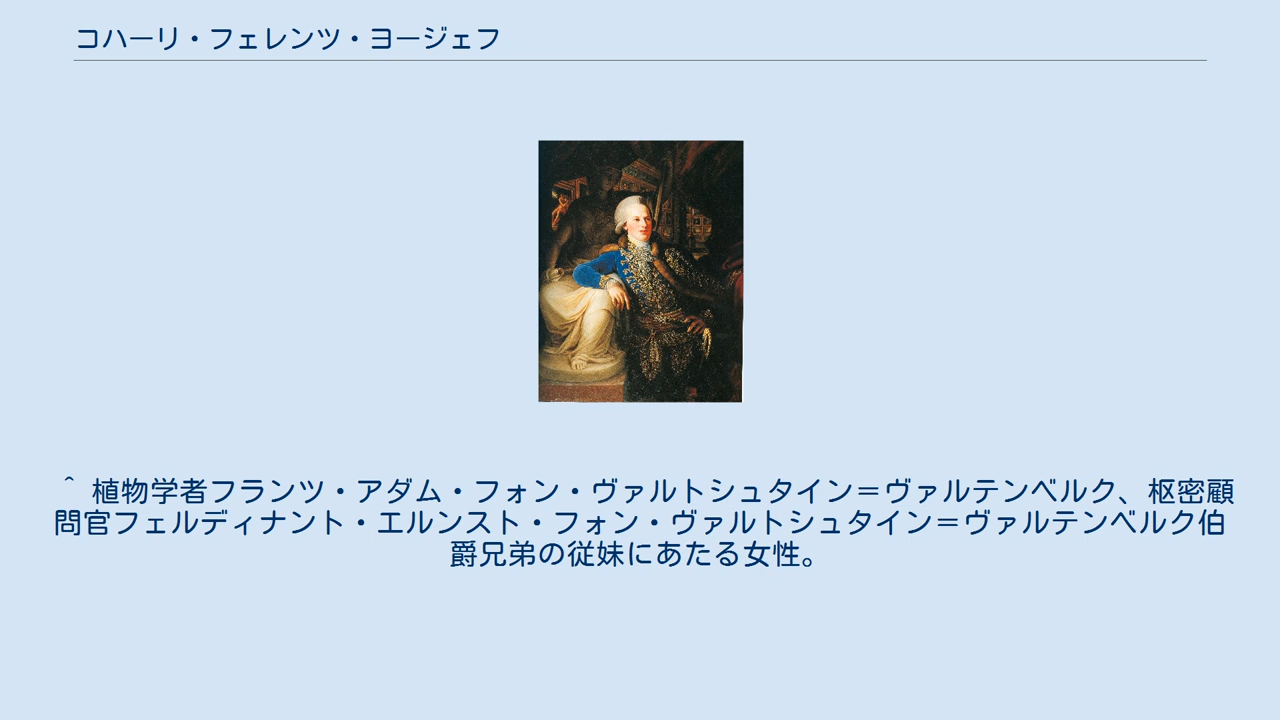 コハーリ・フェレンツ・ヨージェフ
^ 植物学者フランツ・アダム・フォン・ヴァルトシュタイン＝ヴァルテンベルク、枢密顧
問官フェルディナント・エルンスト・フォン・ヴァルトシュタイン＝ヴァルテンベルク伯
爵兄弟の従妹にあたる女性。